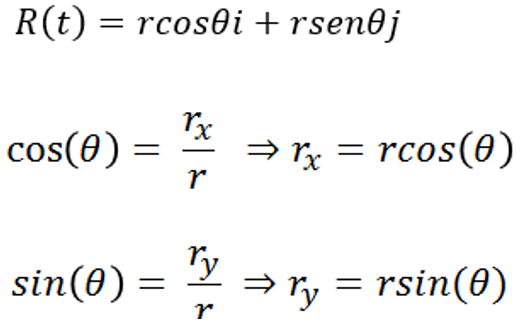 R(t) = rcosθi + rsenθj
cos(θ) = r_x/r ⇒ r_x = rcos(θ)
sin(θ) = r_y/r ⇒ r_y = rsin(θ)